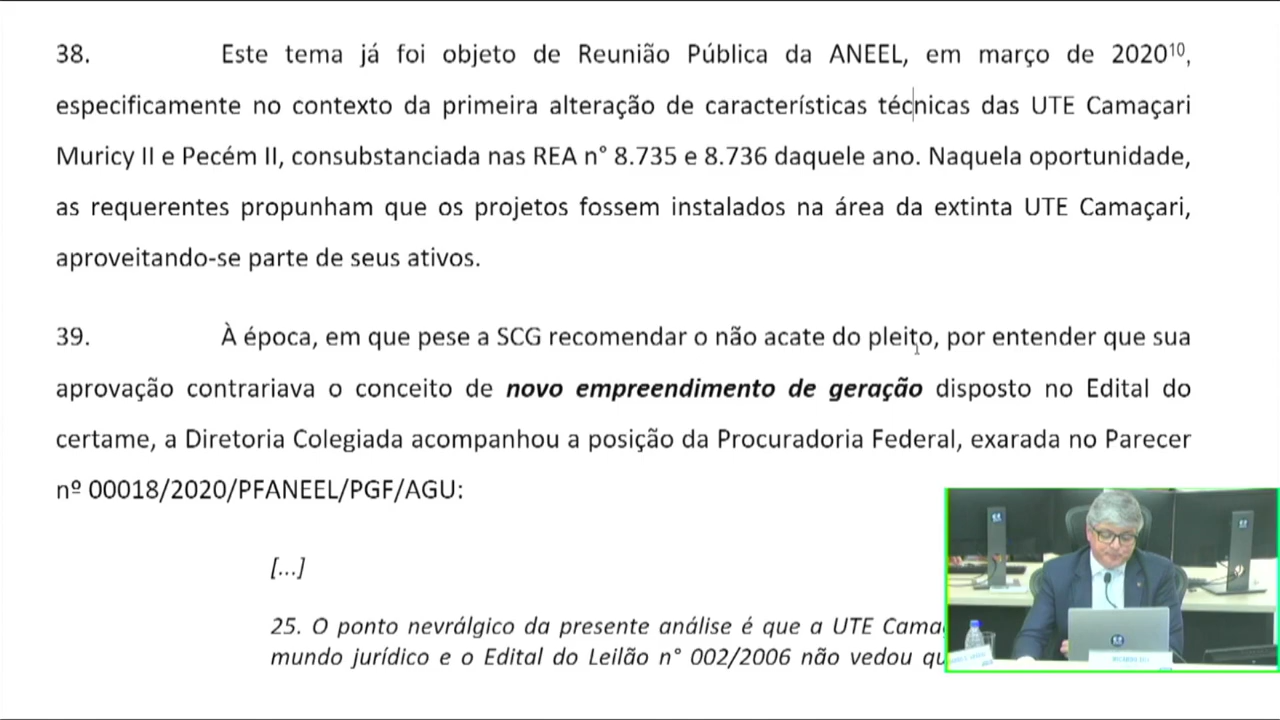 38. Este tema já foi objeto de Reunião Pública da ANEEL, em março de 2020¹⁰,
especificamente no contexto da primeira alteração de características técnicas das UTE Camaçari
Muricy II e Pecém II, consubstanciada nas REA n° 8.735 e 8.736 daquele ano. Naquela oportunidade,
as requerentes propunham que os projetos fossem instalados na área da extinta UTE Camaçari,
aproveitando-se parte de seus ativos.
39. À época, em que pese a SCG recomendar o não acate do pleito, por entender que sua
aprovação contrariava o conceito de novo empreendimento de geração disposto no Edital do
certame, a Diretoria Colegiada acompanhou a posição da Procuradoria Federal, exarada no Parecer
nº 00018/2020/PFANEEL/PGF/AGU:
[...]
25. O ponto nevrálgico da presente análise é que a UTE Cama
mundo jurídico e o Edital do Leilão n° 002/2006 não vedou qu